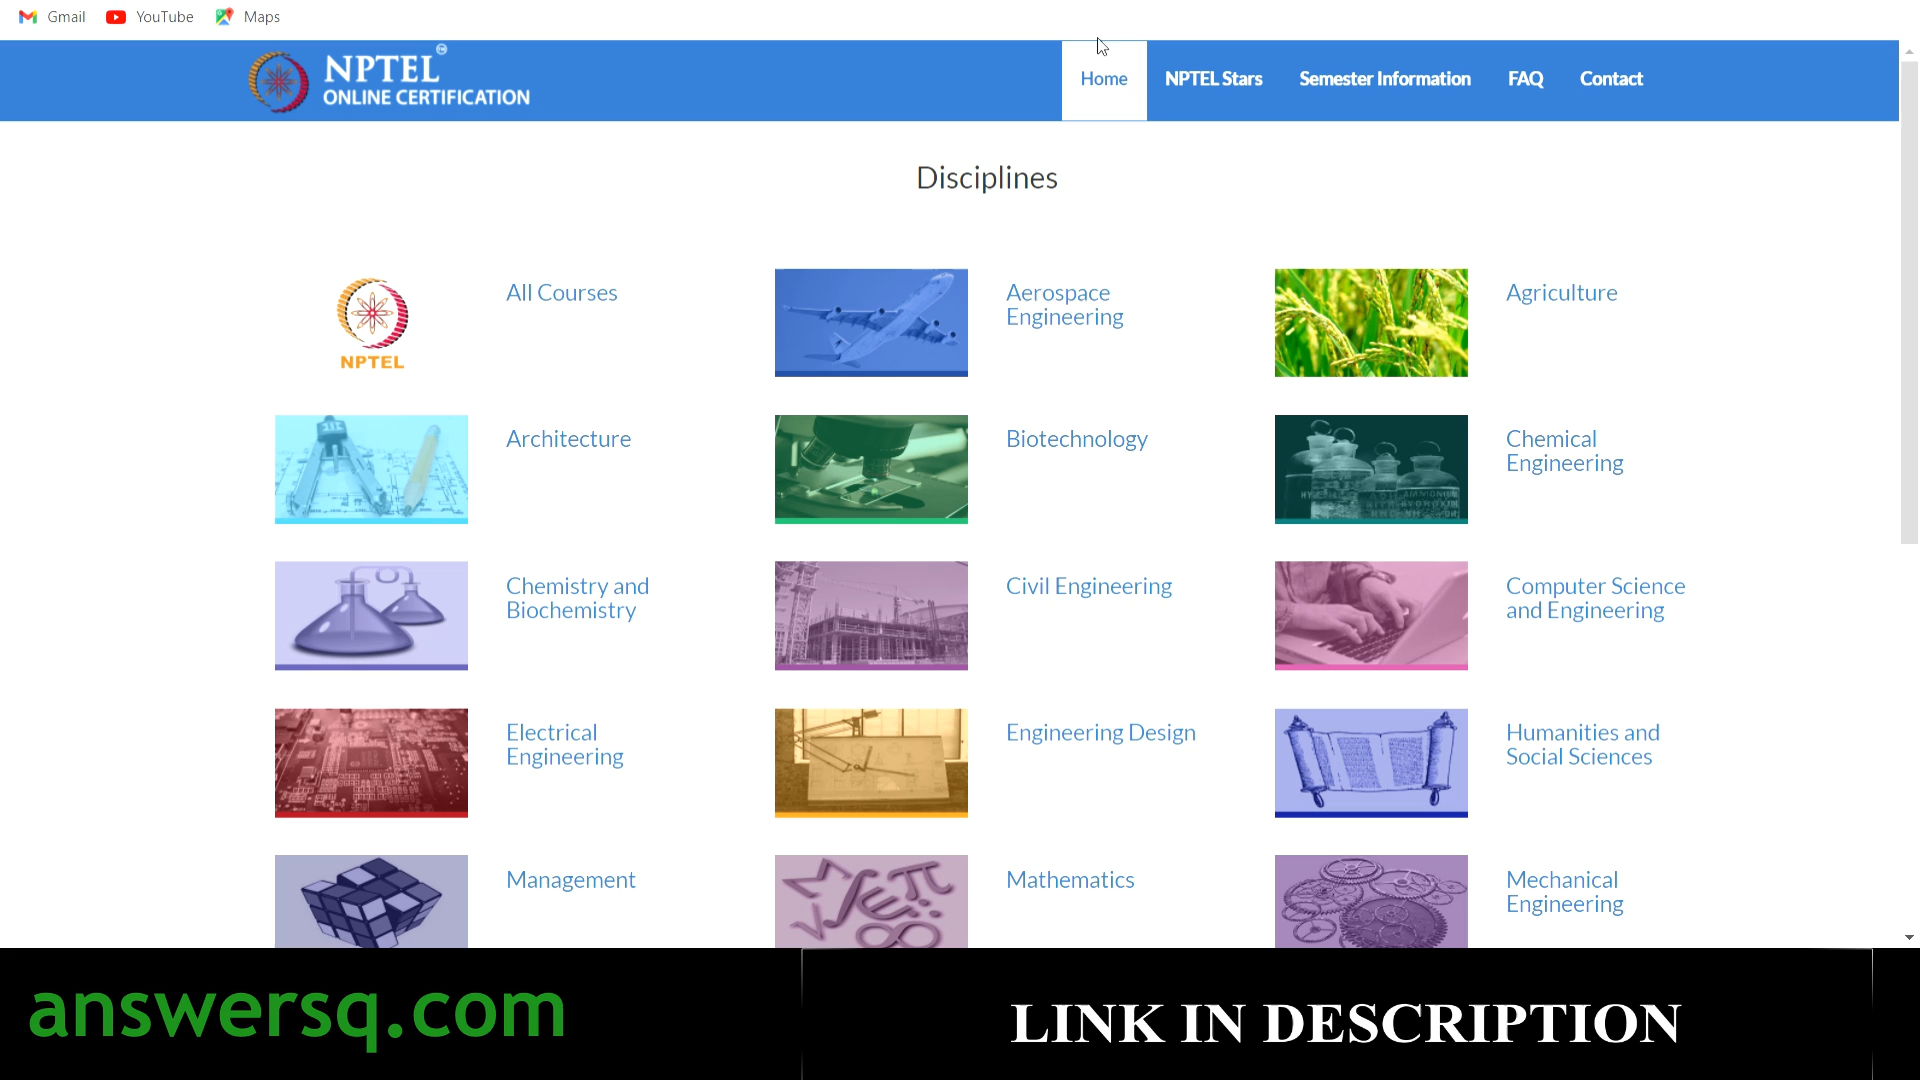 Gmail YouTube Maps
NPTEL
ONLINE CERTIFICATION
Home NPTEL Stars Semester Information FAQ Contact
Disciplines
All Courses
NPTEL
Aerospace
Engineering
Agriculture
Architecture
Biotechnology
Chemical
Engineering
Chemistry and
Biochemistry
Civil Engineering
Computer Science
and Engineering
Electrical
Engineering
Engineering Design
Humanities and
Social Sciences
Management
Mathematics
Mechanical
Engineering
answersq.com
LINK IN DESCRIPTION